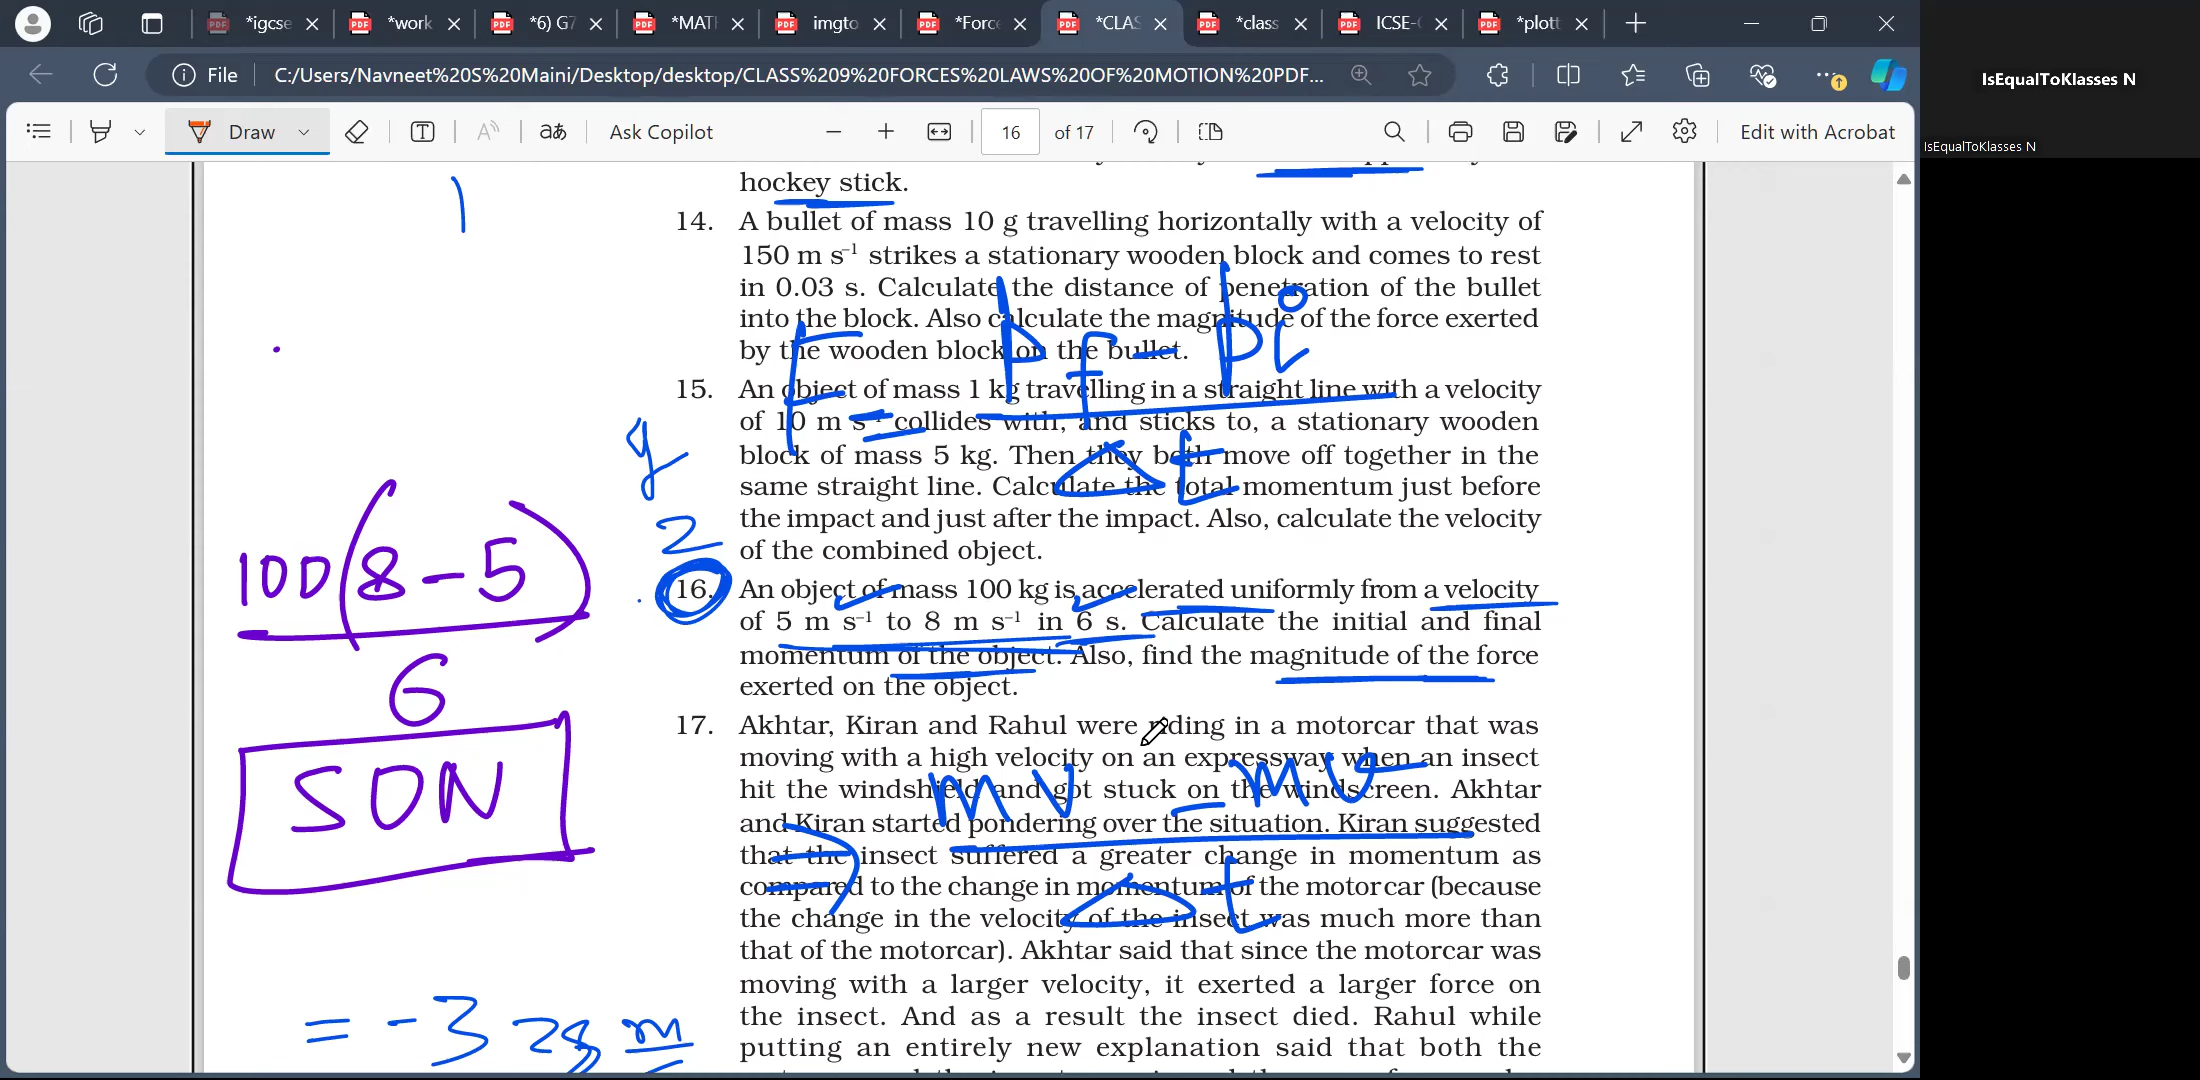 *igcse
*work
*6) G7
*MAT
imgto
*Force
*CLAS
*class
ICSE-
*plott
File
C:/Users/Navneet%20S%20Maini/Desktop/desktop/CLASS%209%20FORCES%20LAWS%20OF%20MOTION%20PDF...
Draw
Ask Copilot
16 of 17
Edit with Acrobat
IsEqualToKlasses N
IsEqualToKlasses N
hockey stick.
14. A bullet of mass 10 g travelling horizontally with a velocity of
150 m s⁻¹ strikes a stationary wooden block and comes to rest
in 0.03 s. Calculate the distance of penetration of the bullet
into the block. Also calculate the magnitude of the force exerted
by the wooden block on the bullet.
15. An object of mass 1 kg travelling in a straight line with a velocity
of 10 m s⁻¹ collides with, and sticks to, a stationary wooden
block of mass 5 kg. Then they both move off together in the
same straight line. Calculate the total momentum just before
the impact and just after the impact. Also, calculate the velocity
of the combined object.
16. An object of mass 100 kg is accelerated uniformly from a velocity
of 5 m s⁻¹ to 8 m s⁻¹ in 6 s. Calculate the initial and final
momentum of the object. Also, find the magnitude of the force
exerted on the object.
17. Akhtar, Kiran and Rahul were riding in a motorcar that was
moving with a high velocity on an expressway when an insect
hit the windshield and got stuck on the windscreen. Akhtar
and Kiran started pondering over the situation. Kiran suggested
that the insect suffered a greater change in momentum as
compared to the change in momentum of the motorcar (because
the change in the velocity of the insect was much more than
that of the motorcar). Akhtar said that since the motorcar was
moving with a larger velocity, it exerted a larger force on
the insect. And as a result the insect died. Rahul while
putting an entirely new explanation said that both the
F = pf - pi
Δt
100(8-5)
6
50N
⇒ mv - mv
Δt
2
= -3